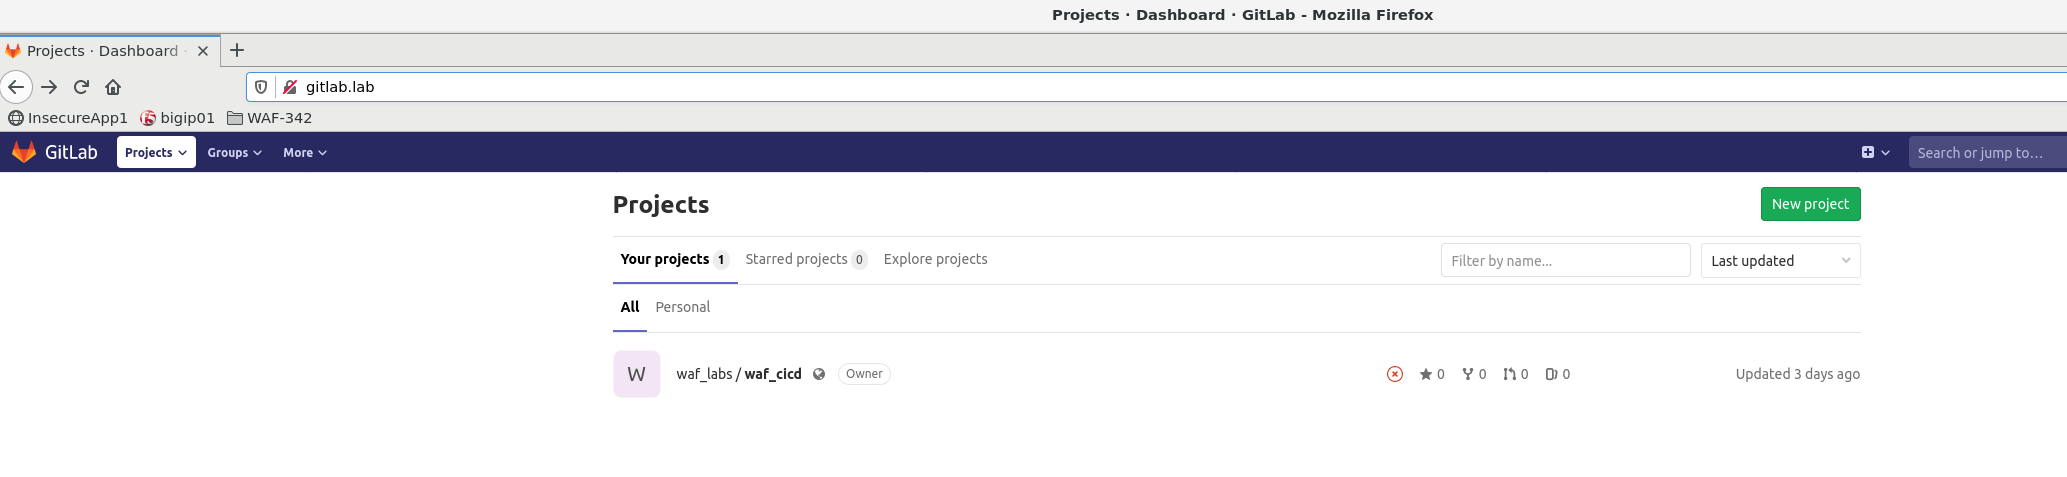 Projects · Dashboard · GitLab - Mozilla Firefox
Projects · Dashboard ·
gitlab.lab
InsecureApp1 bigip01 WAF-342
GitLab Projects Groups More Search or jump to...
Projects New project
Your projects 1 Starred projects 0 Explore projects Filter by name... Last updated
All Personal
W waf_labs / waf_cicd Owner 0 0 0 0 Updated 3 days ago